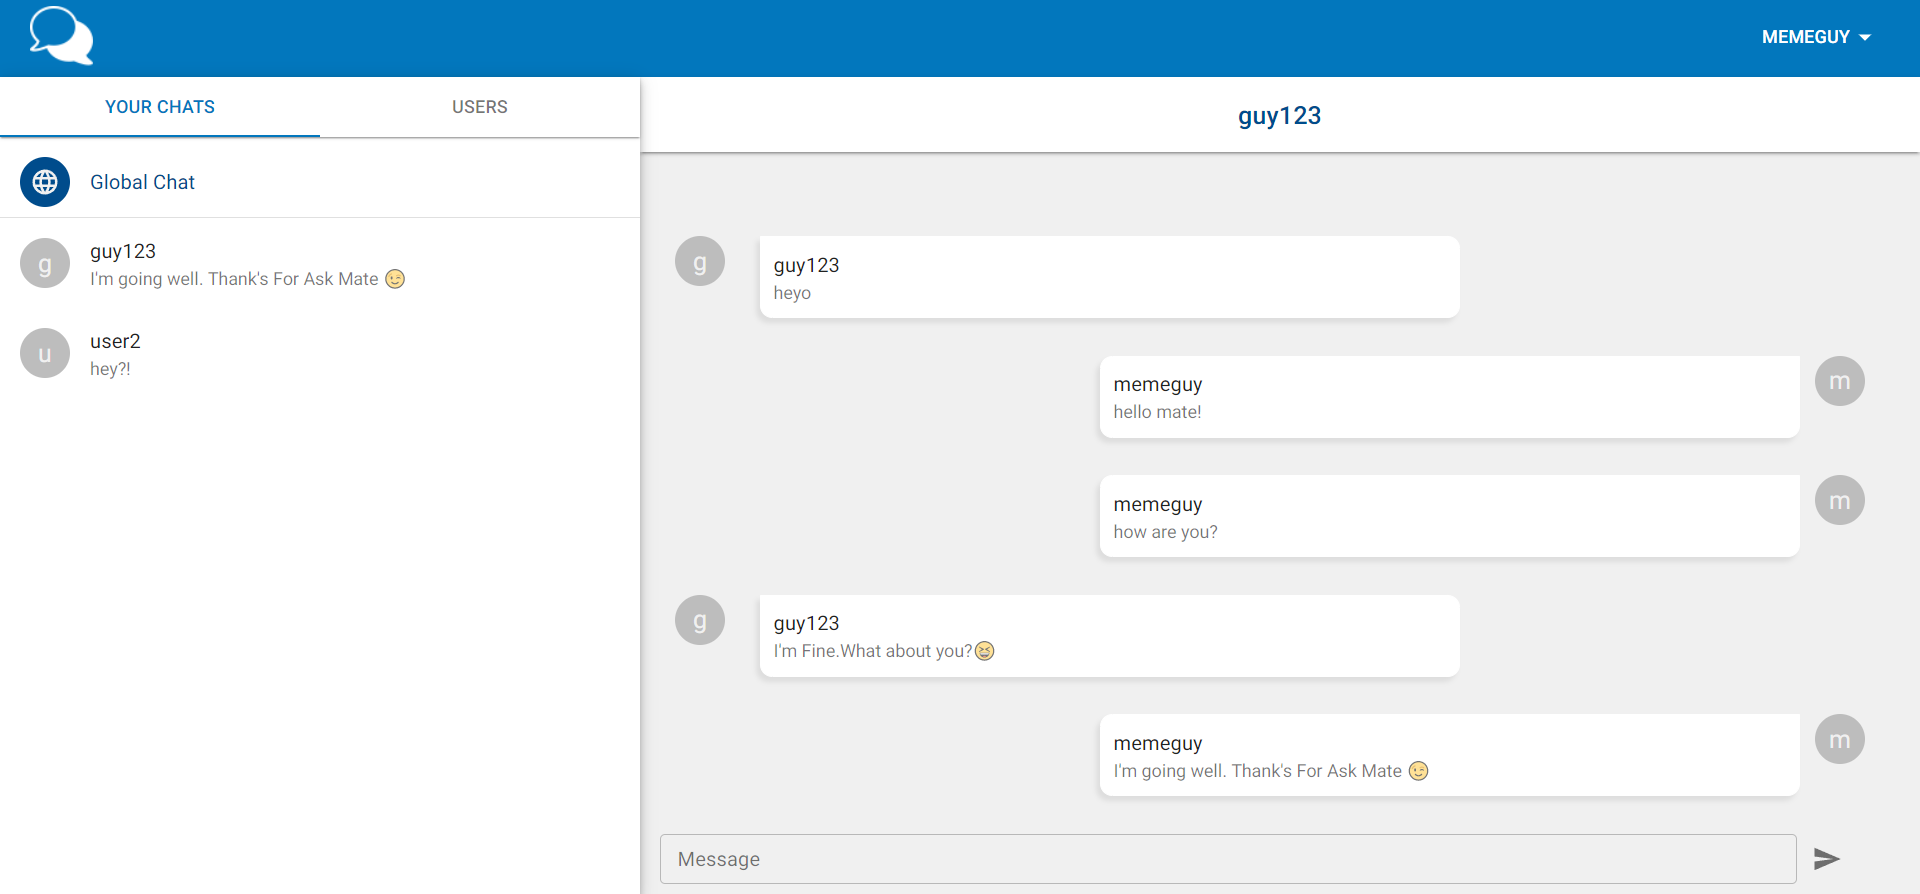 MEMEGUY
YOUR CHATS
USERS
Global Chat
g
guy123
I'm going well. Thank's For Ask Mate 😉
u
user2
hey?!
guy123
g
guy123
heyo
memeguy
hello mate!
m
memeguy
how are you?
m
g
guy123
I'm Fine.What about you?😆
memeguy
I'm going well. Thank's For Ask Mate 😉
m
Message